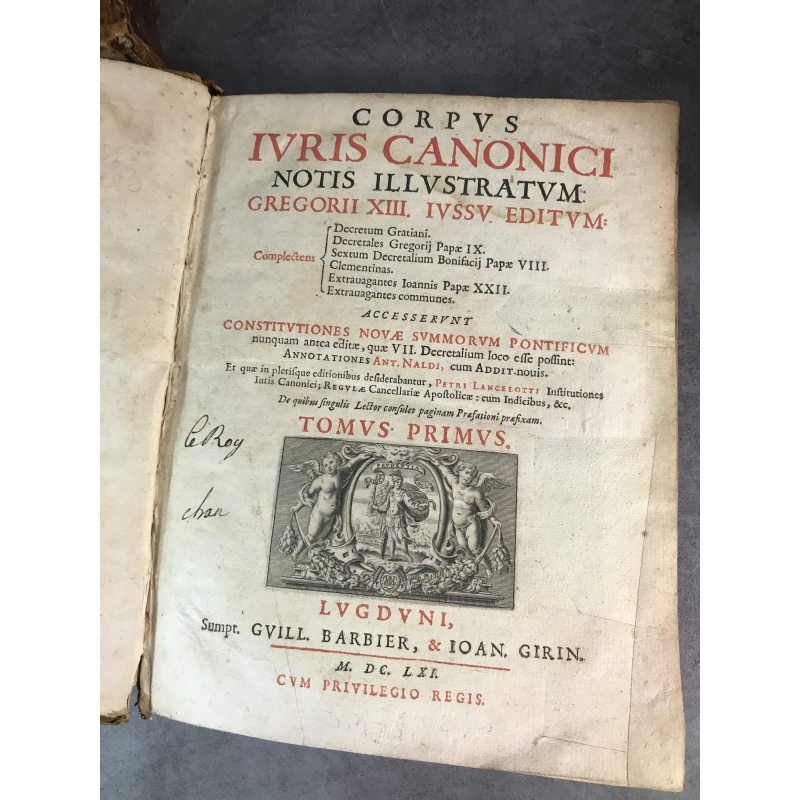 CORPVS
IVRIS CANONICI
NOTIS ILLVSTRATVM:
GREGORII XIII. IVSSV EDITVM:
Complectens
Decretum Gratiani.
Decretales Gregorij Papæ IX.
Sextum Decretalium Bonifacij Papæ VIII.
Clementinas.
Extrauagantes Ioannis Papæ XXII.
Extrauagantes communes.
ACCESSERVNT
CONSTITVTIONES NOVÆ SVMMORVM PONTIFICVM
nunquam antea editæ, quæ VII. Decretalium loco esse possint:
ANNOTATIONES ANT. NALDI, cum ADDIT. nouis.
Et quæ in plerisque editionibus desiderabantur, PETRI LANCELOTTI Institutiones
Iuris Canonici; REGVLÆ Cancellariæ Apostolicæ: cum Indicibus, &c.
De quibus singulis Lector consulet paginam Præfationi præfixam.
TOMVS PRIMVS.
le Roy
chan
LVGDVNI,
Sumpt. GVILL. BARBIER, & IOAN. GIRIN.
M. DC. LXI.
CVM PRIVILEGIO REGIS.